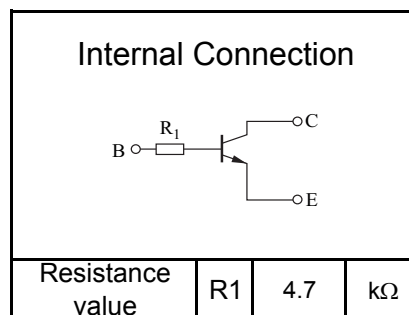 Internal Connection
C
R1
B
E
Resistance value R1 4.7 kΩ